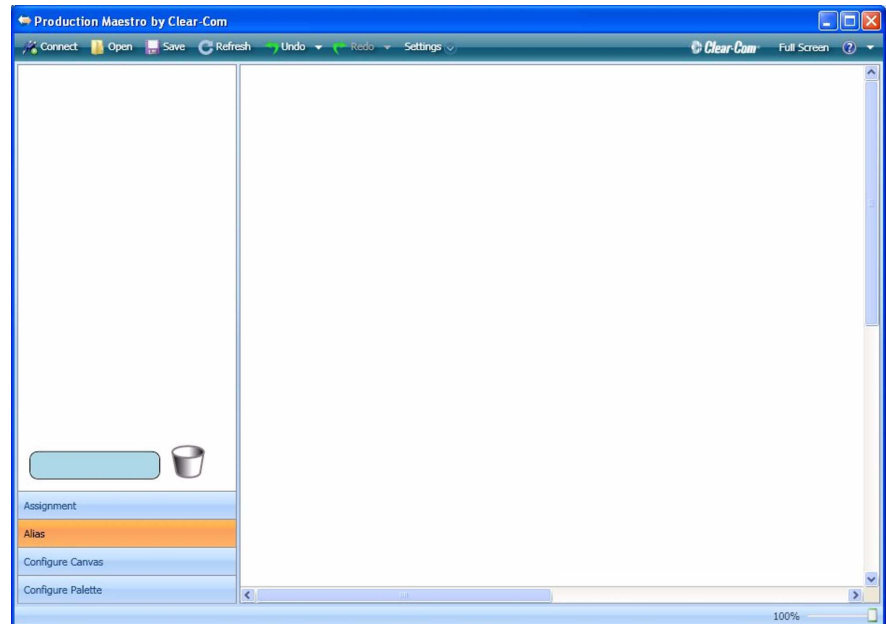 Production Maestro by Clear-Com
Connect Open Save Refresh Undo Redo Settings Clear-Com Full Screen ?
Assignment
Alias
Configure Canvas
Configure Palette
100%